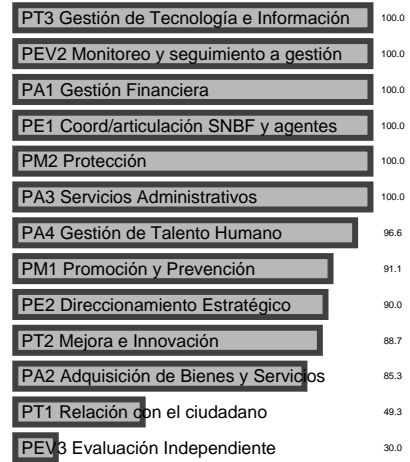 PT3 Gestión de Tecnología e Información 100.0
PEV2 Monitoreo y seguimiento a gestión 100.0
PA1 Gestión Financiera 100.0
PE1 Coord/articulación SNBF y agentes 100.0
PM2 Protección 100.0
PA3 Servicios Administrativos 100.0
PA4 Gestión de Talento Humano 96.6
PM1 Promoción y Prevención 91.1
PE2 Direccionamiento Estratégico 90.0
PT2 Mejora e Innovación 88.7
PA2 Adquisición de Bienes y Servicios 85.3
PT1 Relación con el ciudadano 49.3
PEV3 Evaluación Independiente 30.0